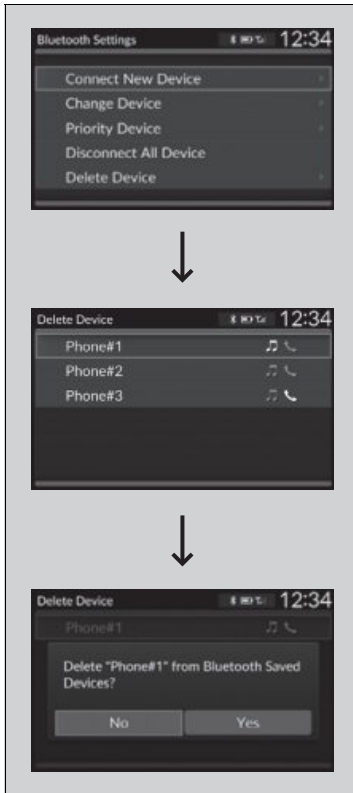 Bluetooth Settings 12:34
Connect New Device
Change Device
Priority Device
Disconnect All Device
Delete Device
Delete Device 12:34
Phone#1
Phone#2
Phone#3
Delete Device 12:34
Phone#1
Delete "Phone#1" from Bluetooth Saved
Devices?
No Yes